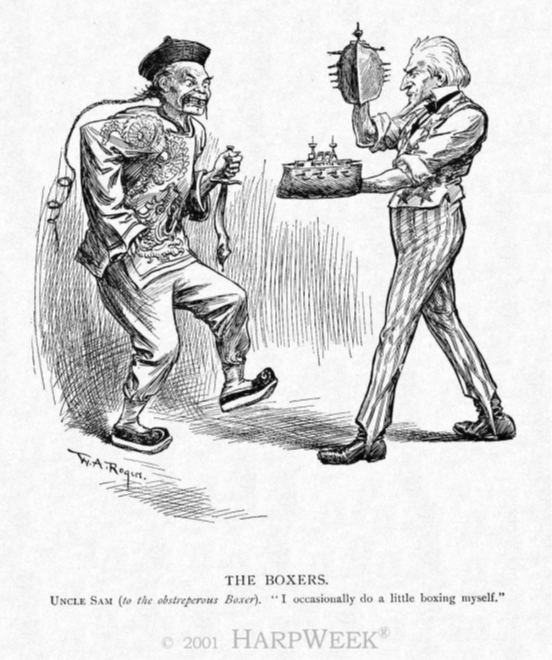 W.A. Rogers.
THE BOXERS.
UNCLE SAM (to the obstreperous Boxer). "I occasionally do a little boxing myself."
© 2001 HARPWEEK®